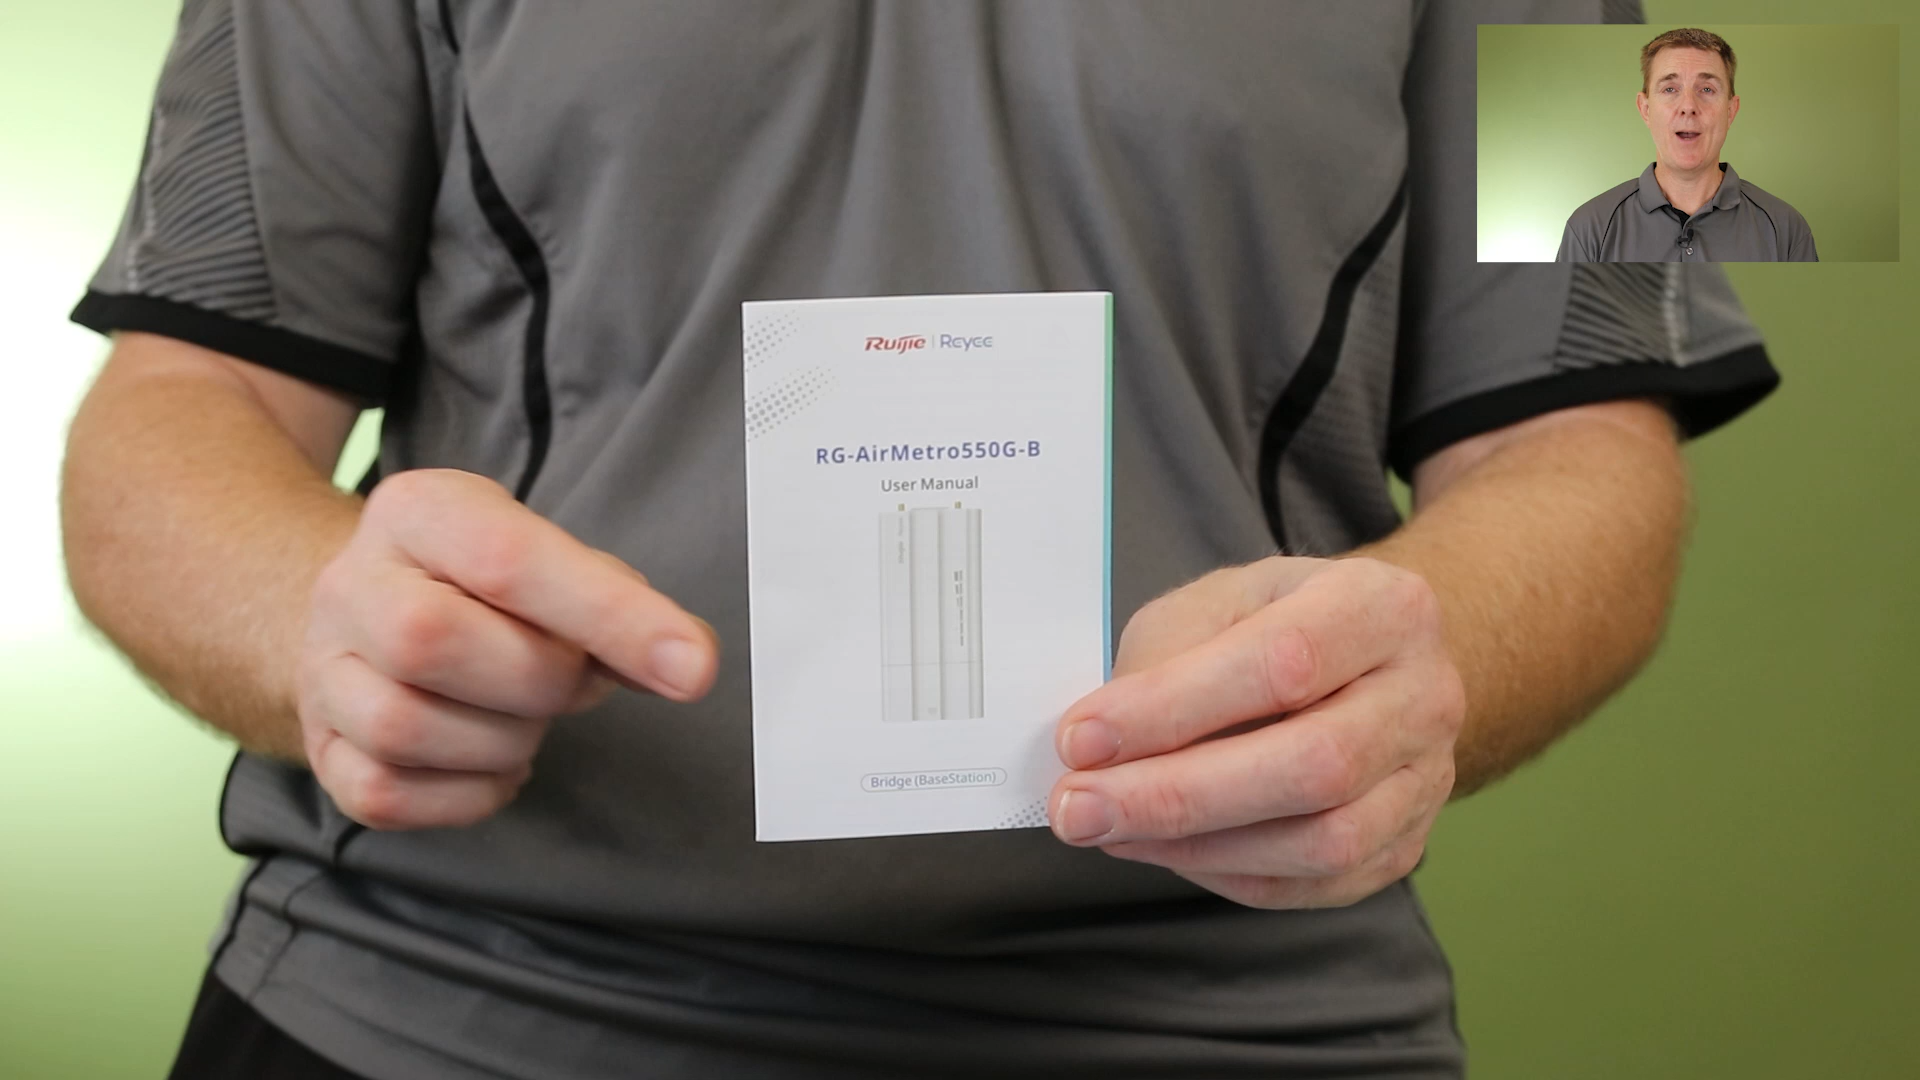 Ruijie | Reyee
RG-AirMetro550G-B
User Manual
Bridge (BaseStation)